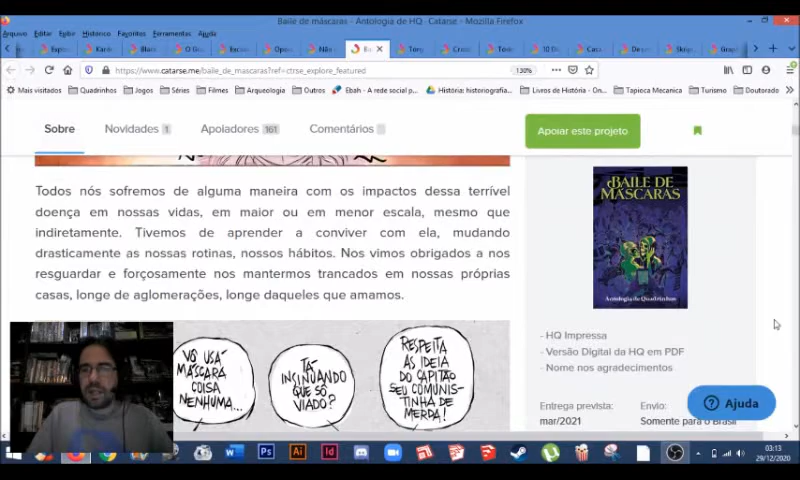 Baile de máscaras - Antologia de HQ · Catarse - Mozilla Firefox
Arquivo Editar Exibir Histórico Favoritos Ferramentas Ajuda
https://www.catarse.me/baile_de_mascaras?ref=ctrse_explore_featured
130%
Mais visitados Quadrinhos Jogos Séries Filmes Arqueologia Outros Ebah - A rede social p... História: historiografia... Livros de História - On... Tapioca Mecanica Turismo Doutorado
Sobre Novidades 1 Apoiadores 161 Comentários
Apoiar este projeto
Todos nós sofremos de alguma maneira com os impactos dessa terrível
doença em nossas vidas, em maior ou em menor escala, mesmo que
indiretamente. Tivemos de aprender a conviver com ela, mudando
drasticamente as nossas rotinas, nossos hábitos. Nos vimos obrigados a nos
resguardar e forçosamente nos mantermos trancados em nossas próprias
casas, longe de aglomerações, longe daqueles que amamos.
BAILE DE
MÁSCARAS
Antologia de Quadrinhos
- HQ Impressa
- Versão Digital da HQ em PDF
- Nome nos agradecimentos
Entrega prevista:
mar/2021
Envio:
Somente para o Brasil
Ajuda
VÔ USÁ
MÁSCARA
COISA
NENHUMA...
TÁ
INSINUANDO
QUE SÔ
VIADO?
RESPEITA
AS IDEIA
DO CAPITÃO
SEU COMUNIS-
TINHA DE
MERDA!
03:13
29/12/2020